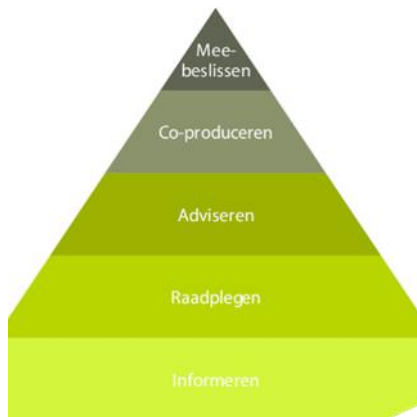 Mee-
beslissen
Co-produceren
Adviseren
Raadplegen
Informeren